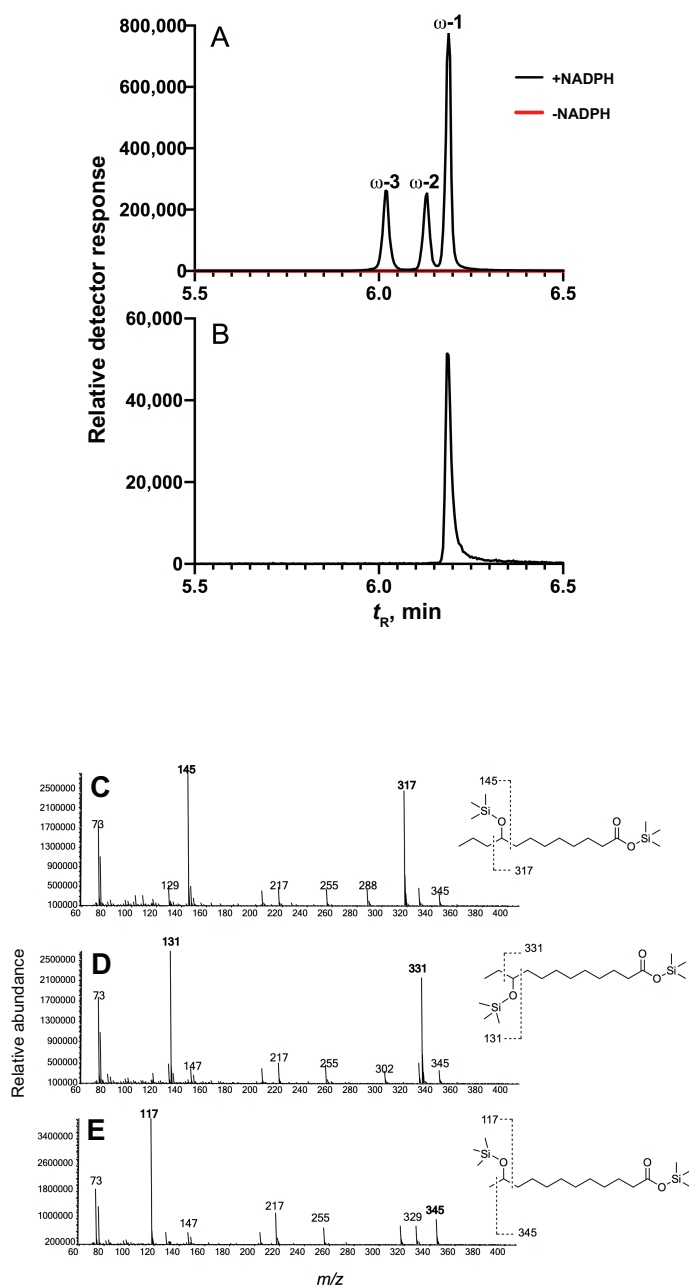 A
ω-1
ω-3
ω-2
+NADPH
-NADPH
800,000
600,000
400,000
200,000
0
5.5
6.0
6.5
Relative detector response
B
60,000
40,000
20,000
0
5.5
6.0
6.5
tR, min
C
2500000
2100000
1700000
1300000
900000
500000
100000
73
129
145
217
255
288
317
345
60 80 100 120 140 160 180 200 220 240 260 280 300 320 340 360 380 400
145
Si
O
O
O
Si
317
D
2500000
2100000
1700000
1300000
900000
500000
100000
73
131
147
217
255
302
331
345
60 80 100 120 140 160 180 200 220 240 260 280 300 320 340 360 380 400
331
O
O
Si
O
Si
131
Relative abundance
E
3400000
2600000
1800000
1000000
200000
73
117
147
217
255
329
345
60 80 100 120 140 160 180 200 220 240 260 280 300 320 340 360 380 400
117
Si
O
O
O
Si
345
m/z